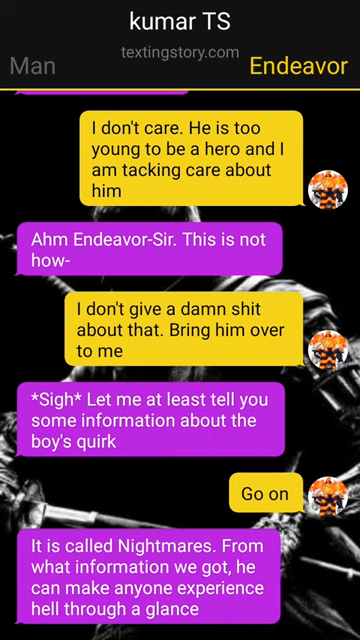 kumar TS
textingstory.com
Man
Endeavor
I don't care. He is too
young to be a hero and I
am tacking care about
him
Ahm Endeavor-Sir. This is not
how-
I don't give a damn shit
about that. Bring him over
to me
*Sigh* Let me at least tell you
some information about the
boy's quirk
Go on
It is called Nightmares. From
what information we got, he
can make anyone experience
hell through a glance